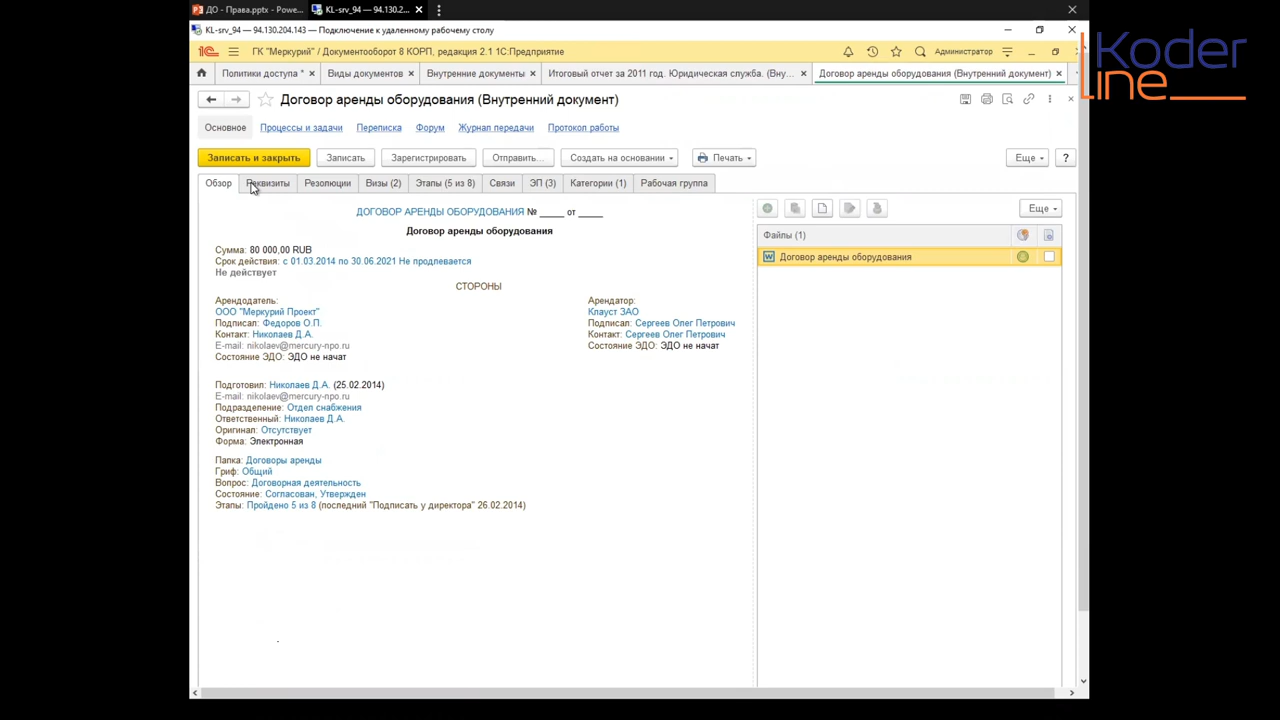 ДО - Права.pptx - Powe... KL-srv_94 — 94.130.2...
KL-srv_94 — 94.130.204.143 — Подключение к удаленному рабочему столу
ГК "Меркурий" / Документооборот 8 КОРП, редакция 2.1 1С:Предприятие Администратор
Политики доступа * Виды документов Внутренние документы Итоговый отчет за 2011 год. Юридическая служба. (Вну... Договор аренды оборудования (Внутренний документ)
Koder
line
Договор аренды оборудования (Внутренний документ)
Основное Процессы и задачи Переписка Форум Журнал передачи Протокол работы
Записать и закрыть Записать Зарегистрировать Отправить... Создать на основании Печать Еще ?
Обзор Реквизиты Резолюции Визы (2) Этапы (5 из 8) Связи ЭП (3) Категории (1) Рабочая группа
ДОГОВОР АРЕНДЫ ОБОРУДОВАНИЯ № _____ от _____
Договор аренды оборудования
Сумма: 80 000,00 RUB
Срок действия: с 01.03.2014 по 30.06.2021 Не продлевается
Не действует
СТОРОНЫ
Арендодатель: Арендатор:
ООО "Меркурий Проект" Клауст ЗАО
Подписал: Федоров О.П. Подписал: Сергеев Олег Петрович
Контакт: Николаев Д.А. Контакт: Сергеев Олег Петрович
E-mail: nikolaev@mercury-npo.ru Состояние ЭДО: ЭДО не начат
Состояние ЭДО: ЭДО не начат
Подготовил: Николаев Д.А. (25.02.2014)
E-mail: nikolaev@mercury-npo.ru
Подразделение: Отдел снабжения
Ответственный: Николаев Д.А.
Оригинал: Отсутствует
Форма: Электронная
Папка: Договоры аренды
Гриф: Общий
Вопрос: Договорная деятельность
Состояние: Согласован, Утвержден
Этапы: Пройдено 5 из 8 (последний "Подписать у директора" 26.02.2014)
Еще
Файлы (1)
Договор аренды оборудования